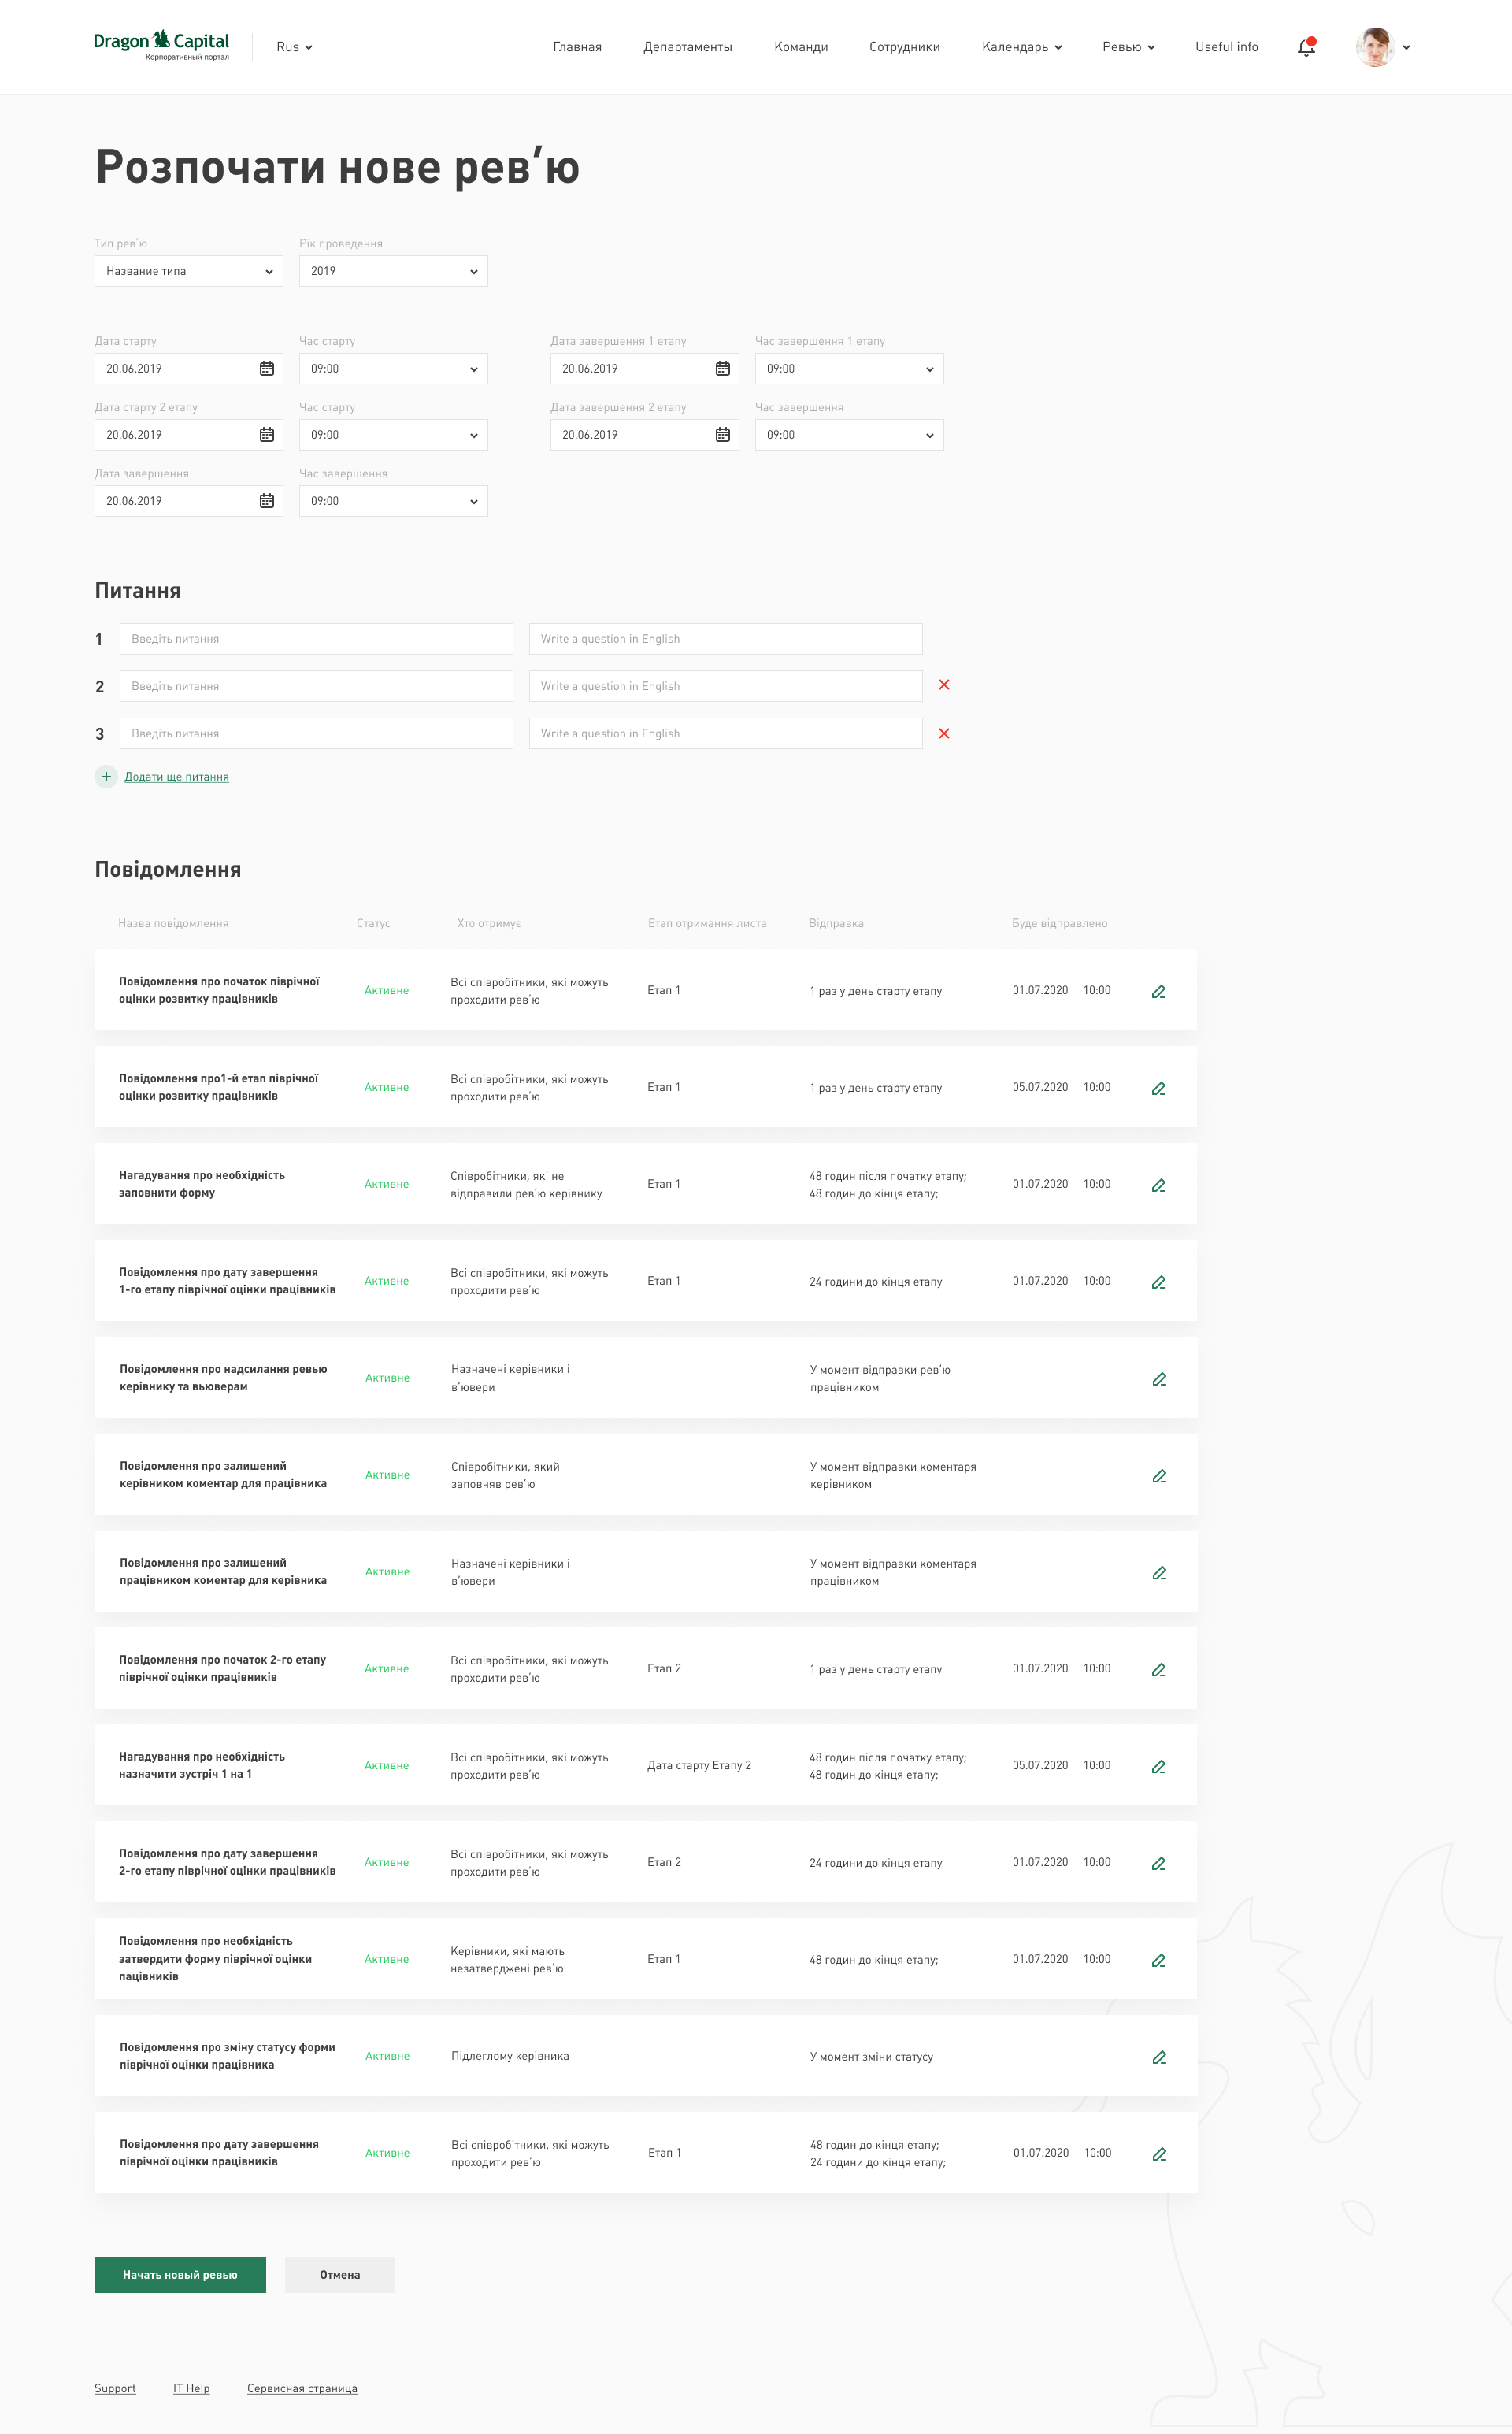 Dragon Capital
Корпоративный портал
Rus
Главная
Департаменты
Команди
Сотрудники
Календарь
Ревью
Useful info
Розпочати нове рев’ю
Тип рев’ю
Рік проведення
Название типа
2019
Дата старту
Час старту
Дата завершення 1 етапу
Час завершення 1 етапу
20.06.2019
09:00
20.06.2019
09:00
Дата старту 2 етапу
Час старту
Дата завершення 2 етапу
Час завершення
20.06.2019
09:00
20.06.2019
09:00
Дата завершення
Час завершення
20.06.2019
09:00
Питання
1
Введіть питання
Write a question in English
2
Введіть питання
Write a question in English
3
Введіть питання
Write a question in English
Додати ще питання
Повідомлення
Назва повідомлення
Статус
Хто отримує
Етап отримання листа
Відправка
Буде відправлено
Повідомлення про початок піврічної
оцінки розвитку працівників
Активне
Всі співробітники, які можуть
проходити рев’ю
Етап 1
1 раз у день старту етапу
01.07.2020
10:00
Повідомлення про1-й етап піврічної
оцінки розвитку працівників
Активне
Всі співробітники, які можуть
проходити рев’ю
Етап 1
1 раз у день старту етапу
05.07.2020
10:00
Нагадування про необхідність
заповнити форму
Активне
Співробітники, які не
відправили рев’ю керівнику
Етап 1
48 годин після початку етапу;
48 годин до кінця етапу;
01.07.2020
10:00
Повідомлення про дату завершення
1-го етапу піврічної оцінки працівників
Активне
Всі співробітники, які можуть
проходити рев’ю
Етап 1
24 години до кінця етапу
01.07.2020
10:00
Повідомлення про надсилання ревью
керівнику та вьюверам
Активне
Назначені керівники і
в’ювери
У момент відправки рев’ю
працівником
Повідомлення про залишений
керівником коментар для працівника
Активне
Співробітники, який
заповняв рев’ю
У момент відправки коментаря
керівником
Повідомлення про залишений
працівником коментар для керівника
Активне
Назначені керівники і
в’ювери
У момент відправки коментаря
працівником
Повідомлення про початок 2-го етапу
піврічної оцінки працівників
Активне
Всі співробітники, які можуть
проходити рев’ю
Етап 2
1 раз у день старту етапу
01.07.2020
10:00
Нагадування про необхідність
назначити зустріч 1 на 1
Активне
Всі співробітники, які можуть
проходити рев’ю
Дата старту Етапу 2
48 годин після початку етапу;
48 годин до кінця етапу;
05.07.2020
10:00
Повідомлення про дату завершення
2-го етапу піврічної оцінки працівників
Активне
Всі співробітники, які можуть
проходити рев’ю
Етап 2
24 години до кінця етапу
01.07.2020
10:00
Повідомлення про необхідність
затвердити форму піврічної оцінки
пацівників
Активне
Керівники, які мають
незатверджені рев’ю
Етап 1
48 годин до кінця етапу;
01.07.2020
10:00
Повідомлення про зміну статусу форми
піврічної оцінки працівника
Активне
Підлеглому керівника
У момент зміни статусу
Повідомлення про дату завершення
піврічної оцінки працівників
Активне
Всі співробітники, які можуть
проходити рев’ю
Етап 1
48 годин до кінця етапу;
24 години до кінця етапу;
01.07.2020
10:00
Начать новый ревью
Отмена
Support
IT Help
Сервисная страница